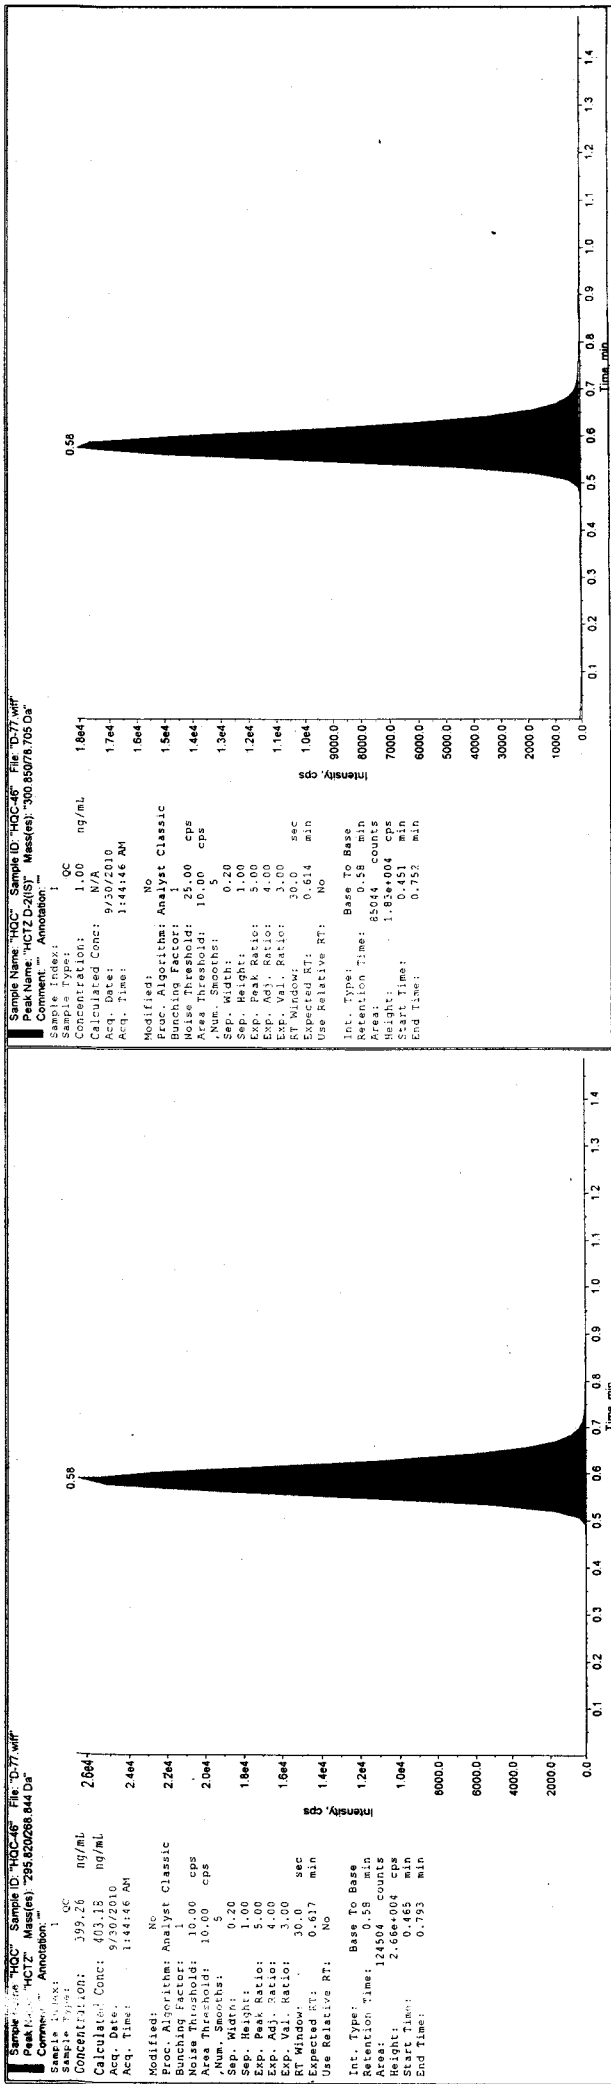 Sample "HQC" Sample ID: "HQC-46" File: "D-77.wiff"
Peak "HCTZ" Mass(es): "295.820/268.844 Da"
Comment: "" Annotation: ""
Sample Index: 1
Sample Type: QC
Concentration: 399.26 ng/mL
Calculated Conc: 403.18 ng/mL
Acq. Date: 9/30/2010
Acq. Time: 1:44:46 AM
Modified: No
Proc. Algorithm: Analyst Classic
Bunching Factor: 1
Noise Threshold: 10.00 cps
Area Threshold: 10.00 cps
Num. Smooths: 5
Sep. Width: 0.20
Sep. Height: 1.00
Exp. Peak Ratio: 5.00
Exp. Adj. Ratio: 4.00
Exp. Val. Ratio: 3.00
RT Window: 30.0 sec
Expected RT: 0.617 min
Use Relative RT: No
Int. Type: Base To Base
Retention Time: 0.58 min
Area: 124504 counts
Height: 2.66e+004 cps
Start Time: 0.465 min
End Time: 0.793 min
0.58
2.6e4
2.4e4
2.2e4
2.0e4
1.8e4
1.6e4
1.4e4
1.2e4
1.0e4
8000.0
6000.0
4000.0
2000.0
0.0
Intensity, cps
0.1 0.2 0.3 0.4 0.5 0.6 0.7 0.8 0.9 1.0 1.1 1.2 1.3 1.4
Time, min
Sample Name: "HQC" Sample ID: "HQC-46" File: "D-77.wiff"
Peak Name: "HCTZ D-2(IS)" Mass(es): "300.850/78.705 Da"
Comment: "" Annotation: ""
Sample Index: 1
Sample Type: QC
Concentration: 1.00 ng/mL
Calculated Conc: N/A
Acq. Date: 9/30/2010
Acq. Time: 1:44:46 AM
Modified: No
Proc. Algorithm: Analyst Classic
Bunching Factor: 1
Noise Threshold: 25.00 cps
Area Threshold: 10.00 cps
Num. Smooths: 5
Sep. Width: 0.20
Sep. Height: 1.00
Exp. Peak Ratio: 5.00
Exp. Adj. Ratio: 4.00
Exp. Val. Ratio: 3.00
RT Window: 30.0 sec
Expected RT: 0.614 min
Use Relative RT: No
Int. Type: Base To Base
Retention Time: 0.58 min
Area: 85044 counts
Height: 1.83e+004 cps
Start Time: 0.451 min
End Time: 0.752 min
0.58
1.8e4
1.7e4
1.6e4
1.5e4
1.4e4
1.3e4
1.2e4
1.1e4
1.0e4
9000.0
8000.0
7000.0
6000.0
5000.0
4000.0
3000.0
2000.0
1000.0
0.0
Intensity, cps
0.1 0.2 0.3 0.4 0.5 0.6 0.7 0.8 0.9 1.0 1.1 1.2 1.3 1.4
Time, min